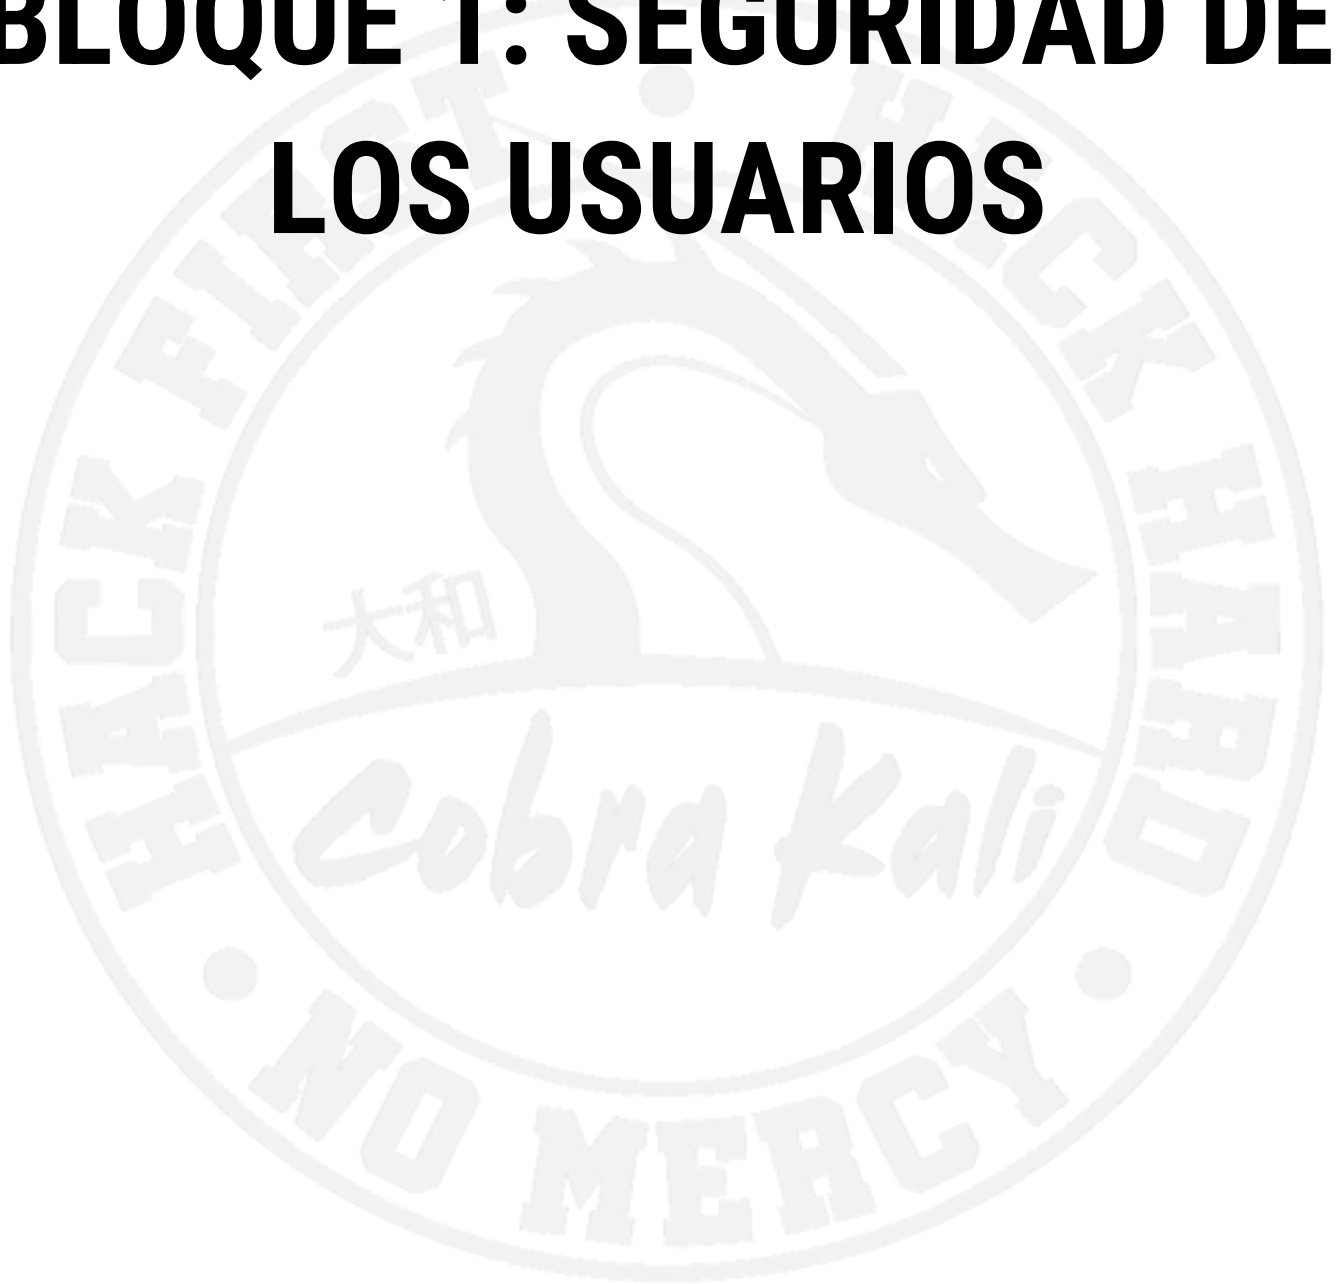 BLOQUE 1: SEGURIDAD DE
LOS USUARIOS
HACK FIRST
HACK HARD
大和
Cobra Kali
NO MERCY